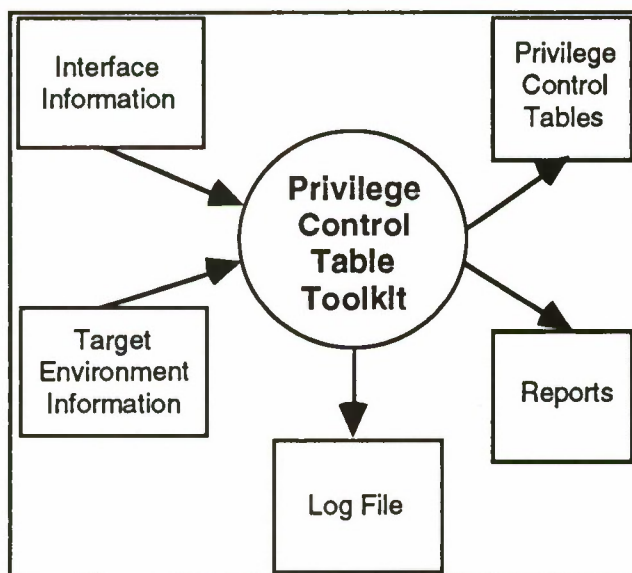 Interface
Information
Privilege
Control
Tables
Privilege
Control
Table
Toolkit
Target
Environment
Information
Reports
Log File